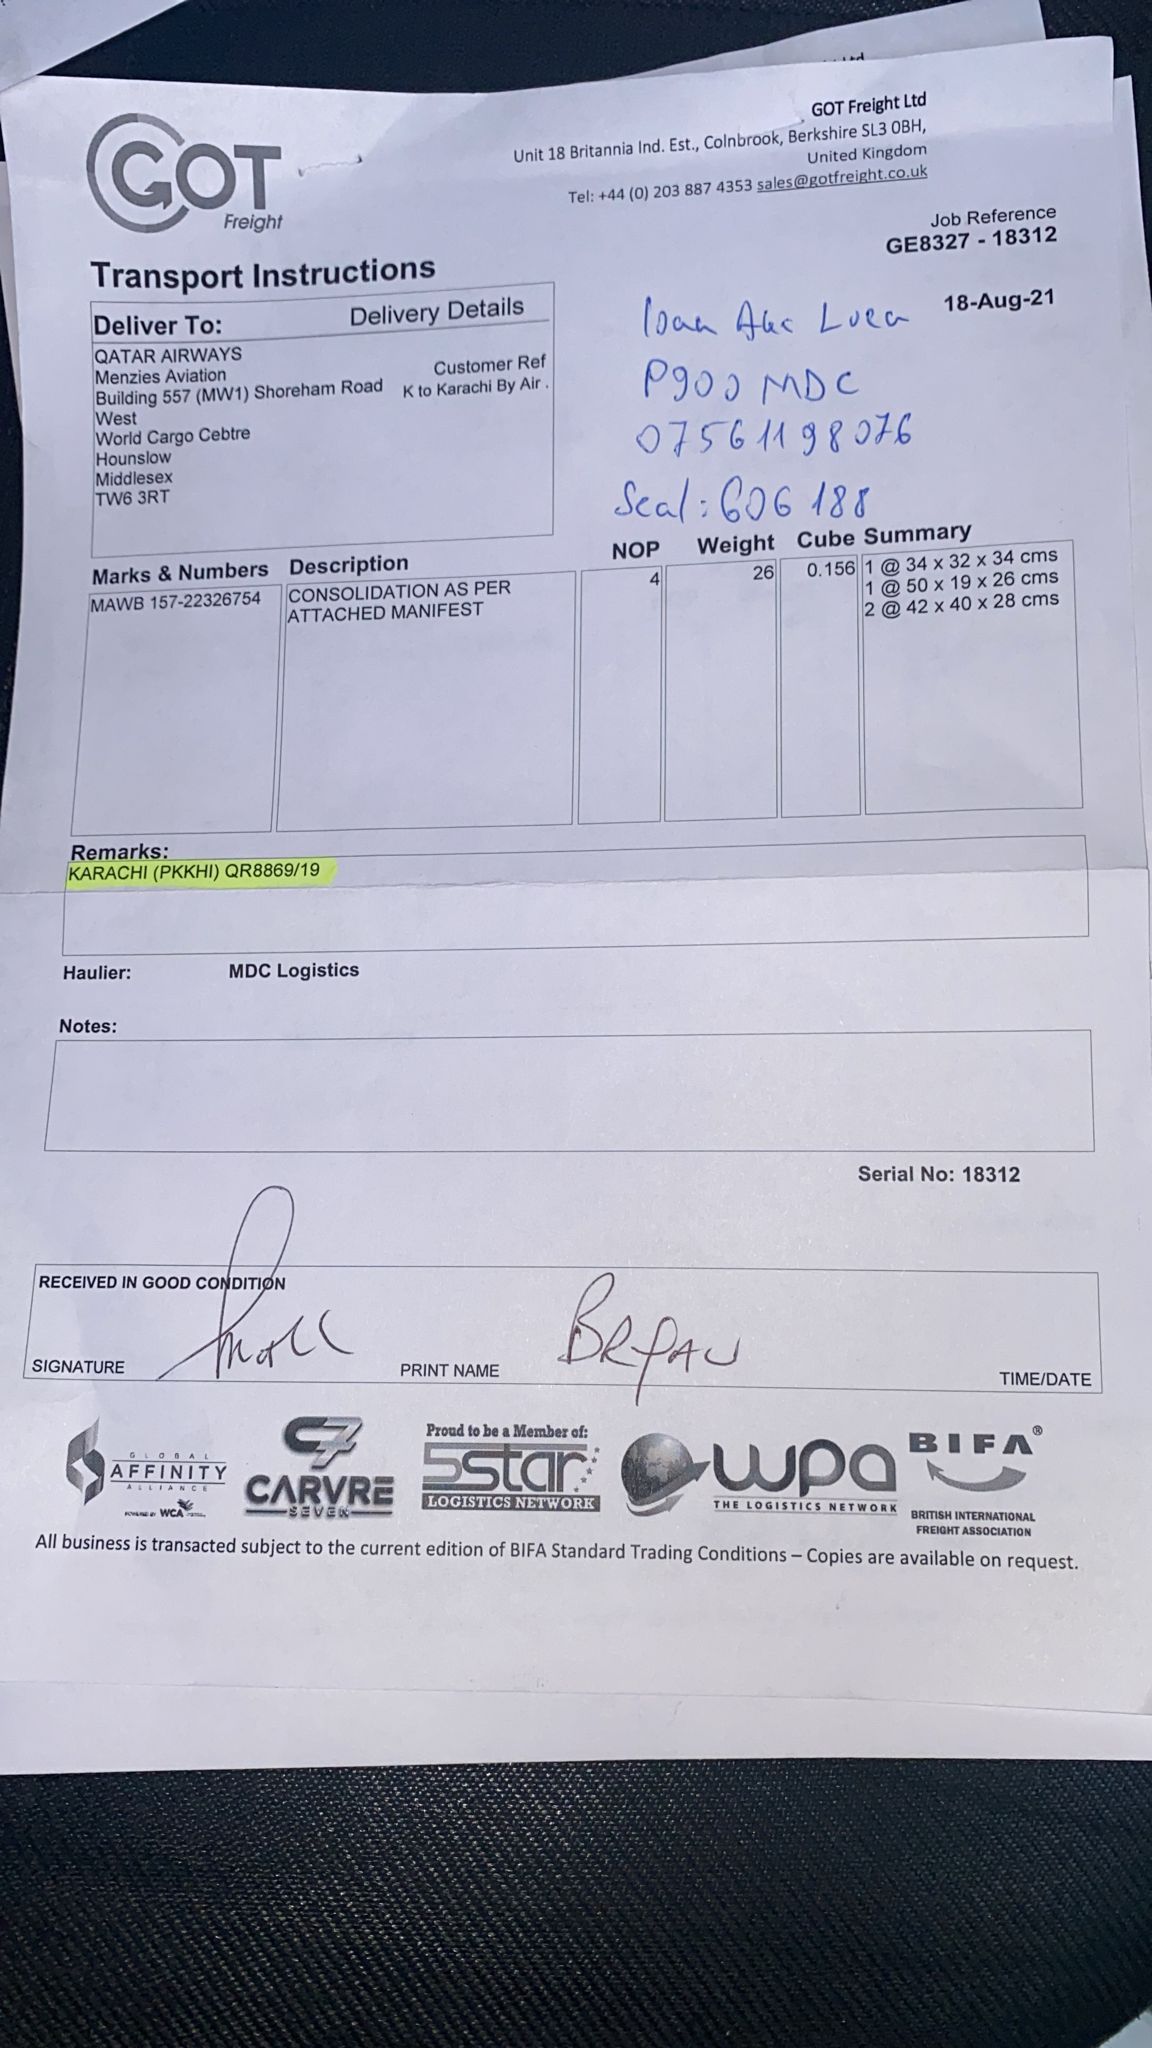 GOT
Freight
GOT Freight Ltd
Unit 18 Britannia Ind. Est., Colnbrook, Berkshire SL3 0BH,
United Kingdom
Tel: +44 (0) 203 887 4353 sales@gotfreight.co.uk
Job Reference
GE8327 - 18312
18-Aug-21
Transport Instructions
Deliver To: Delivery Details
QATAR AIRWAYS
Menzies Aviation
Building 557 (MW1) Shoreham Road
West
World Cargo Cebtre
Hounslow
Middlesex
TW6 3RT
Customer Ref
K to Karachi By Air .
Ioan Luca
P900 MDC
07561198076
Seal: 606 188
Marks & Numbers Description NOP Weight Cube Summary
MAWB 157-22326754 CONSOLIDATION AS PER 4 26 0.156 1 @ 34 x 32 x 34 cms
ATTACHED MANIFEST 1 @ 50 x 19 x 26 cms
2 @ 42 x 40 x 28 cms
Remarks:
KARACHI (PKKHI) QR8869/19
Haulier: MDC Logistics
Notes:
Serial No: 18312
RECEIVED IN GOOD CONDITION
SIGNATURE PRINT NAME BRYAN TIME/DATE
GLOBAL
AFFINITY
ALLIANCE
POWERED BY WCA
C7
CARVRE
SEVEN
Proud to be a Member of:
5star
LOGISTICS NETWORK
wpa
THE LOGISTICS NETWORK
BIFA®
BRITISH INTERNATIONAL
FREIGHT ASSOCIATION
All business is transacted subject to the current edition of BIFA Standard Trading Conditions – Copies are available on request.